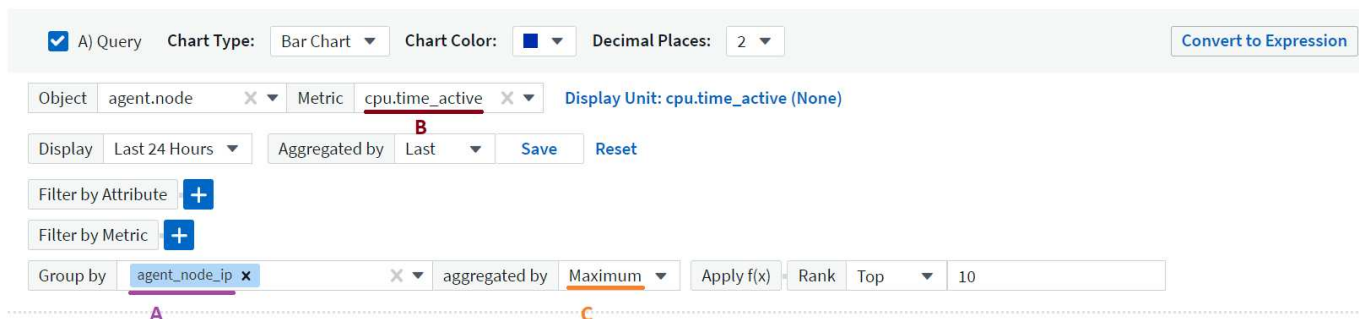 A) Query Chart Type: Bar Chart Chart Color: Decimal Places: 2 Convert to Expression
Object agent.node Metric cpu.time_active Display Unit: cpu.time_active (None)
B
Display Last 24 Hours Aggregated by Last Save Reset
Filter by Attribute +
Filter by Metric +
Group by agent_node_ip x aggregated by Maximum Apply f(x) Rank Top 10
A C